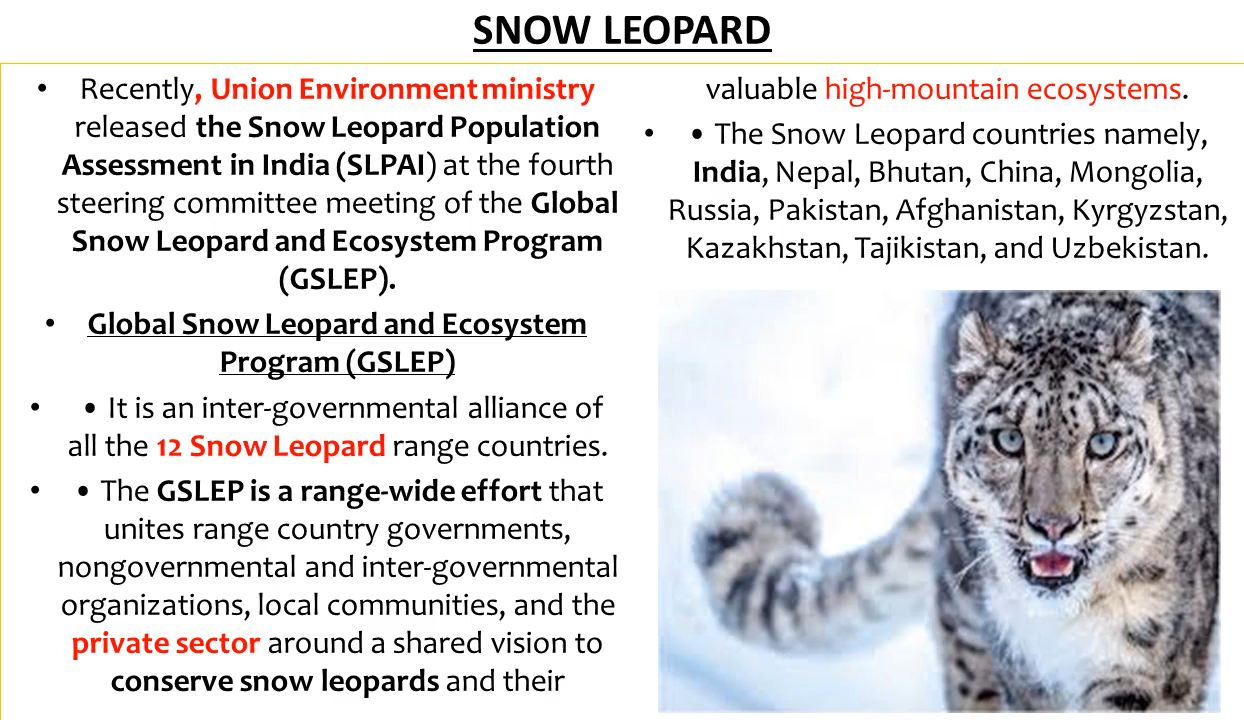 SNOW LEOPARD
• Recently, Union Environment ministry
released the Snow Leopard Population
Assessment in India (SLPAI) at the fourth
steering committee meeting of the Global
Snow Leopard and Ecosystem Program
(GSLEP).
• Global Snow Leopard and Ecosystem
Program (GSLEP)
• • It is an inter-governmental alliance of
all the 12 Snow Leopard range countries.
• • The GSLEP is a range-wide effort that
unites range country governments,
nongovernmental and inter-governmental
organizations, local communities, and the
private sector around a shared vision to
conserve snow leopards and their
valuable high-mountain ecosystems.
• • The Snow Leopard countries namely,
India, Nepal, Bhutan, China, Mongolia,
Russia, Pakistan, Afghanistan, Kyrgyzstan,
Kazakhstan, Tajikistan, and Uzbekistan.